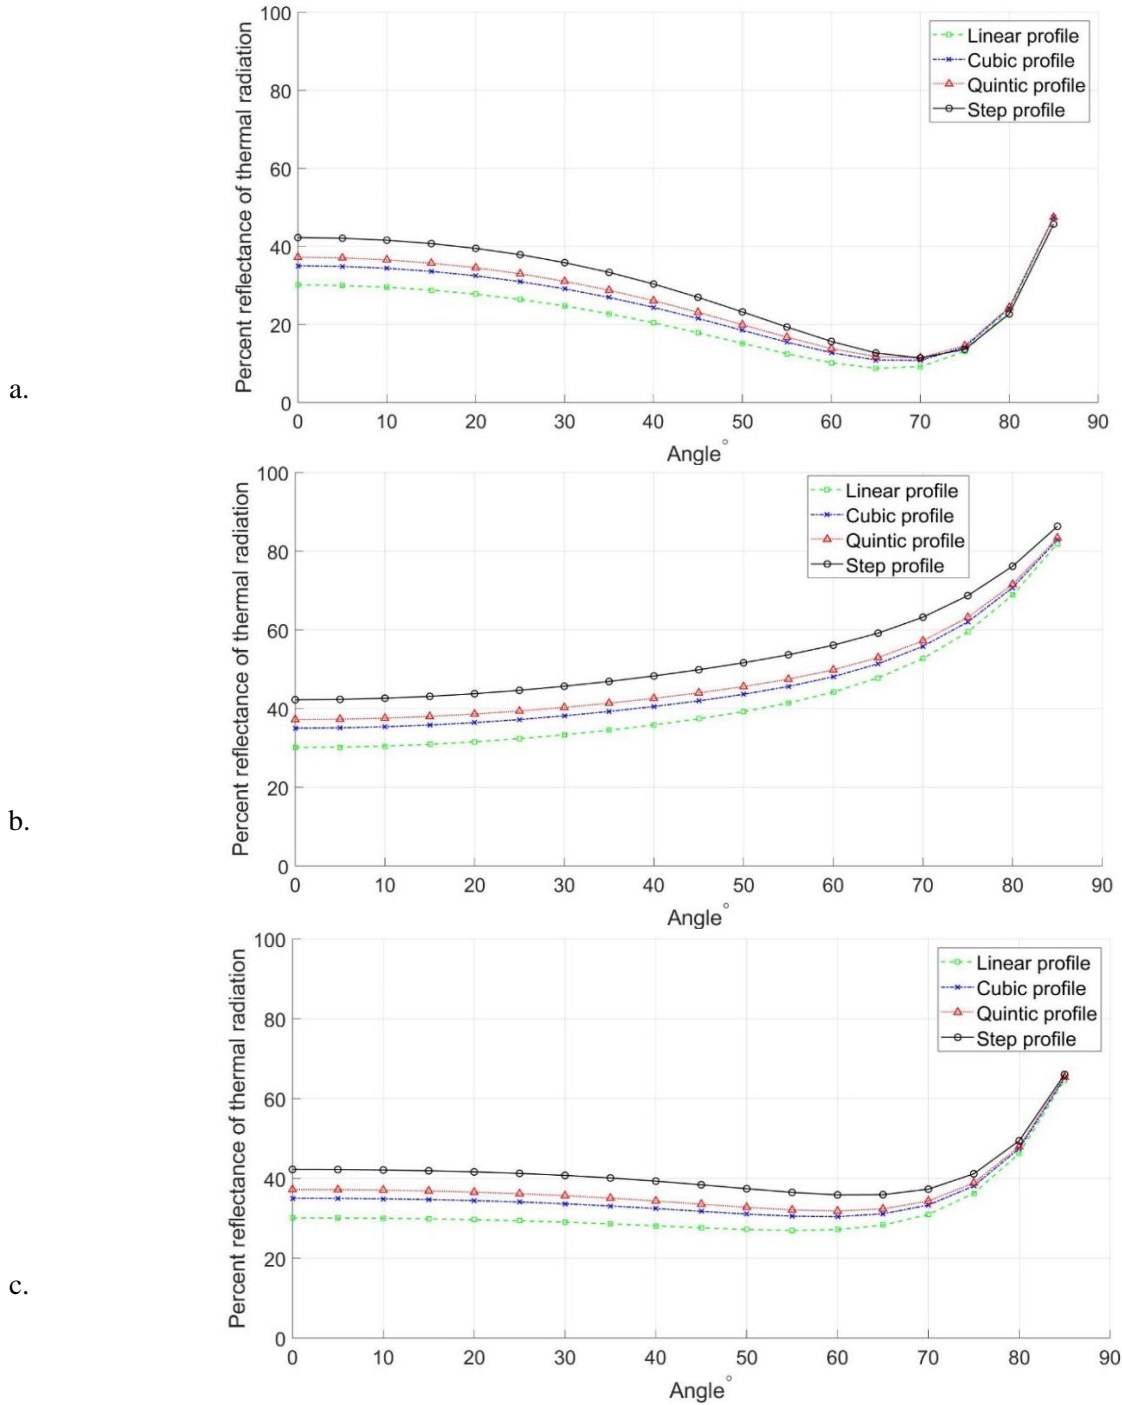 a.
Percent reflectance of thermal radiation
100
80
60
40
20
0
0 10 20 30 40 50 60 70 80 90
Angle°
Linear profile
Cubic profile
Quintic profile
Step profile
b.
Percent reflectance of thermal radiation
100
80
60
40
20
0
0 10 20 30 40 50 60 70 80 90
Angle°
Linear profile
Cubic profile
Quintic profile
Step profile
c.
Percent reflectance of thermal radiation
100
80
60
40
20
0
0 10 20 30 40 50 60 70 80 90
Angle°
Linear profile
Cubic profile
Quintic profile
Step profile